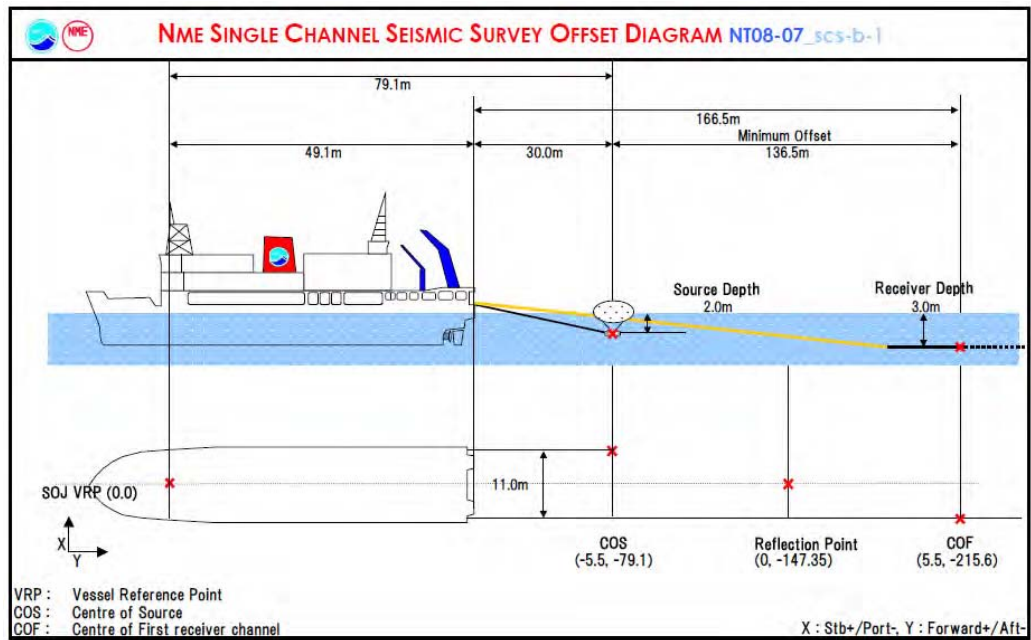 NME
NME SINGLE CHANNEL SEISMIC SURVEY OFFSET DIAGRAM NT08-07_scs-b-1
79.1m
166.5m
Minimum Offset
49.1m
30.0m
136.5m
Source Depth
2.0m
Receiver Depth
3.0m
SOJ VRP (0.0)
11.0m
X
Y
COS
(-5.5, -79.1)
Reflection Point
(0, -147.35)
COF
(5.5, -215.6)
VRP : Vessel Reference Point
COS : Centre of Source
COF : Centre of First receiver channel
X : Stb+/Port-, Y : Forward+/Aft-